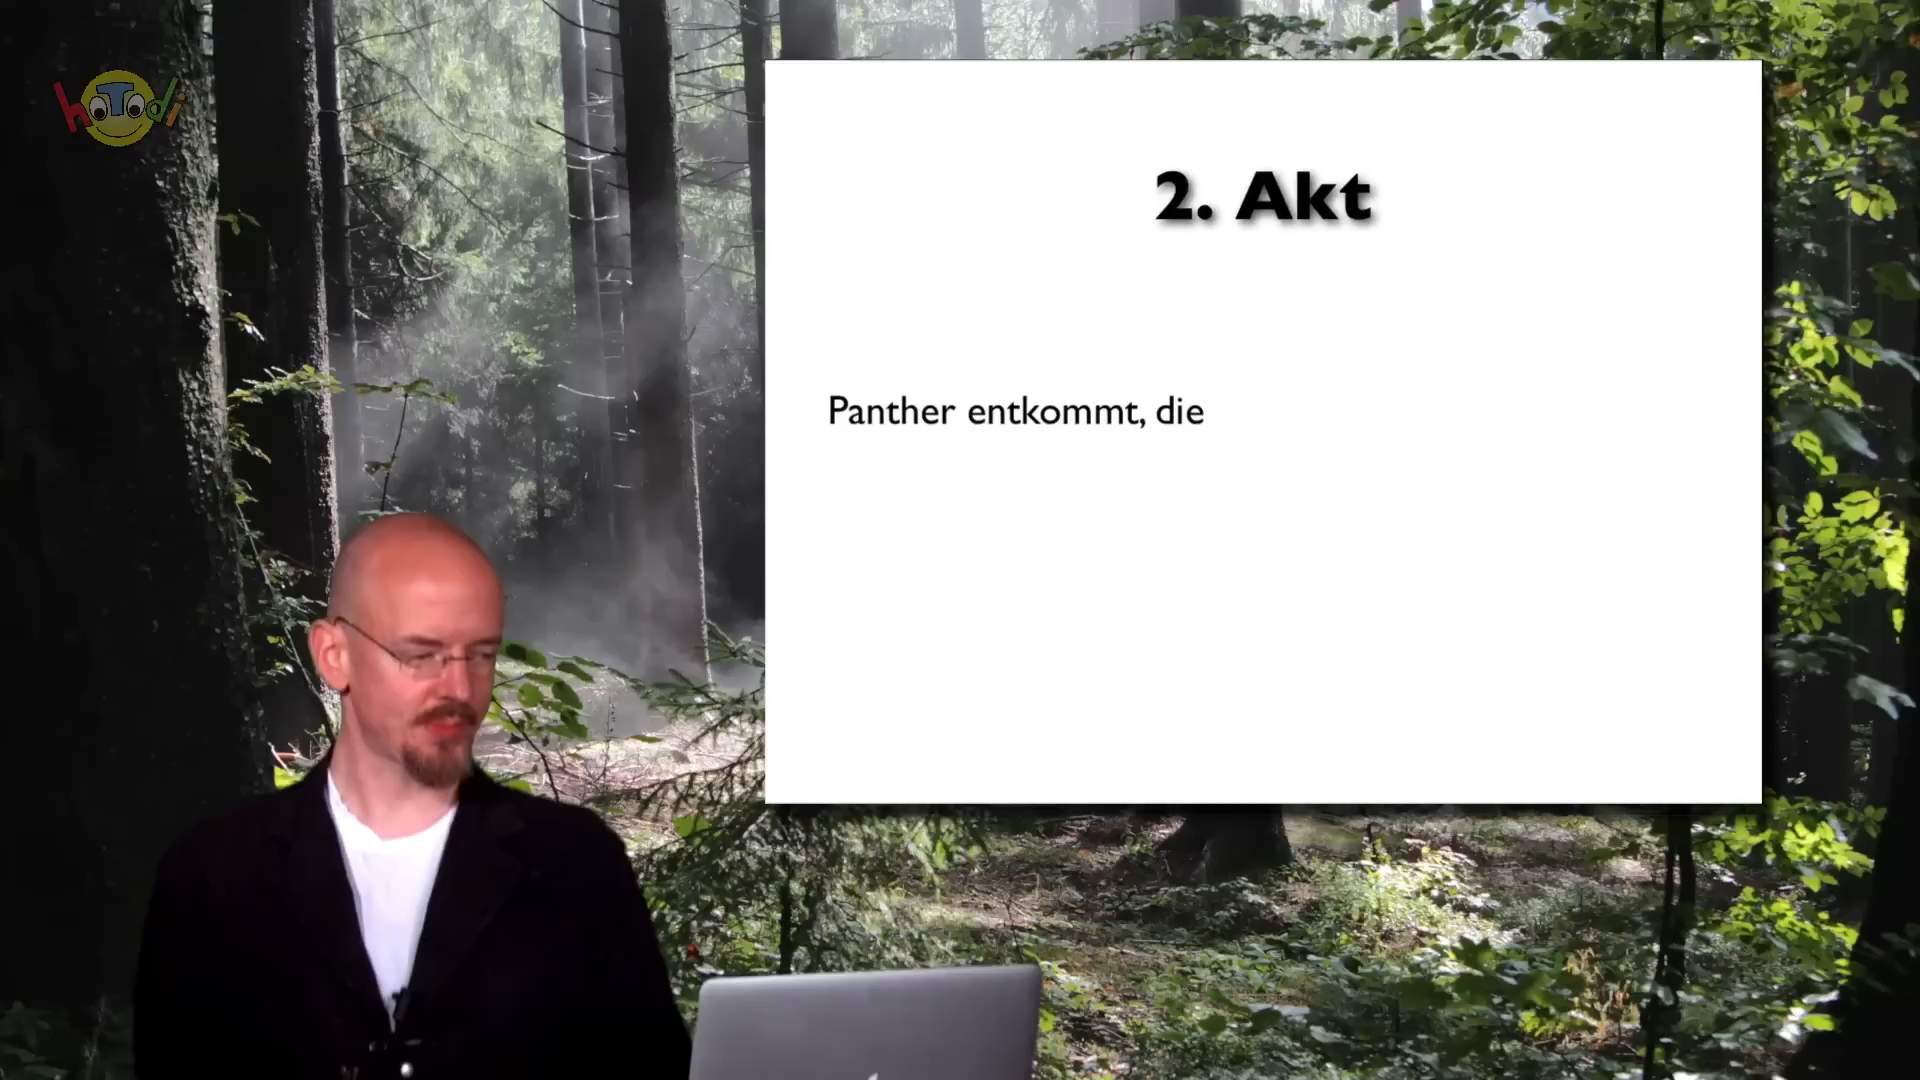 hoTodi
2. Akt
Panther entkommt, die